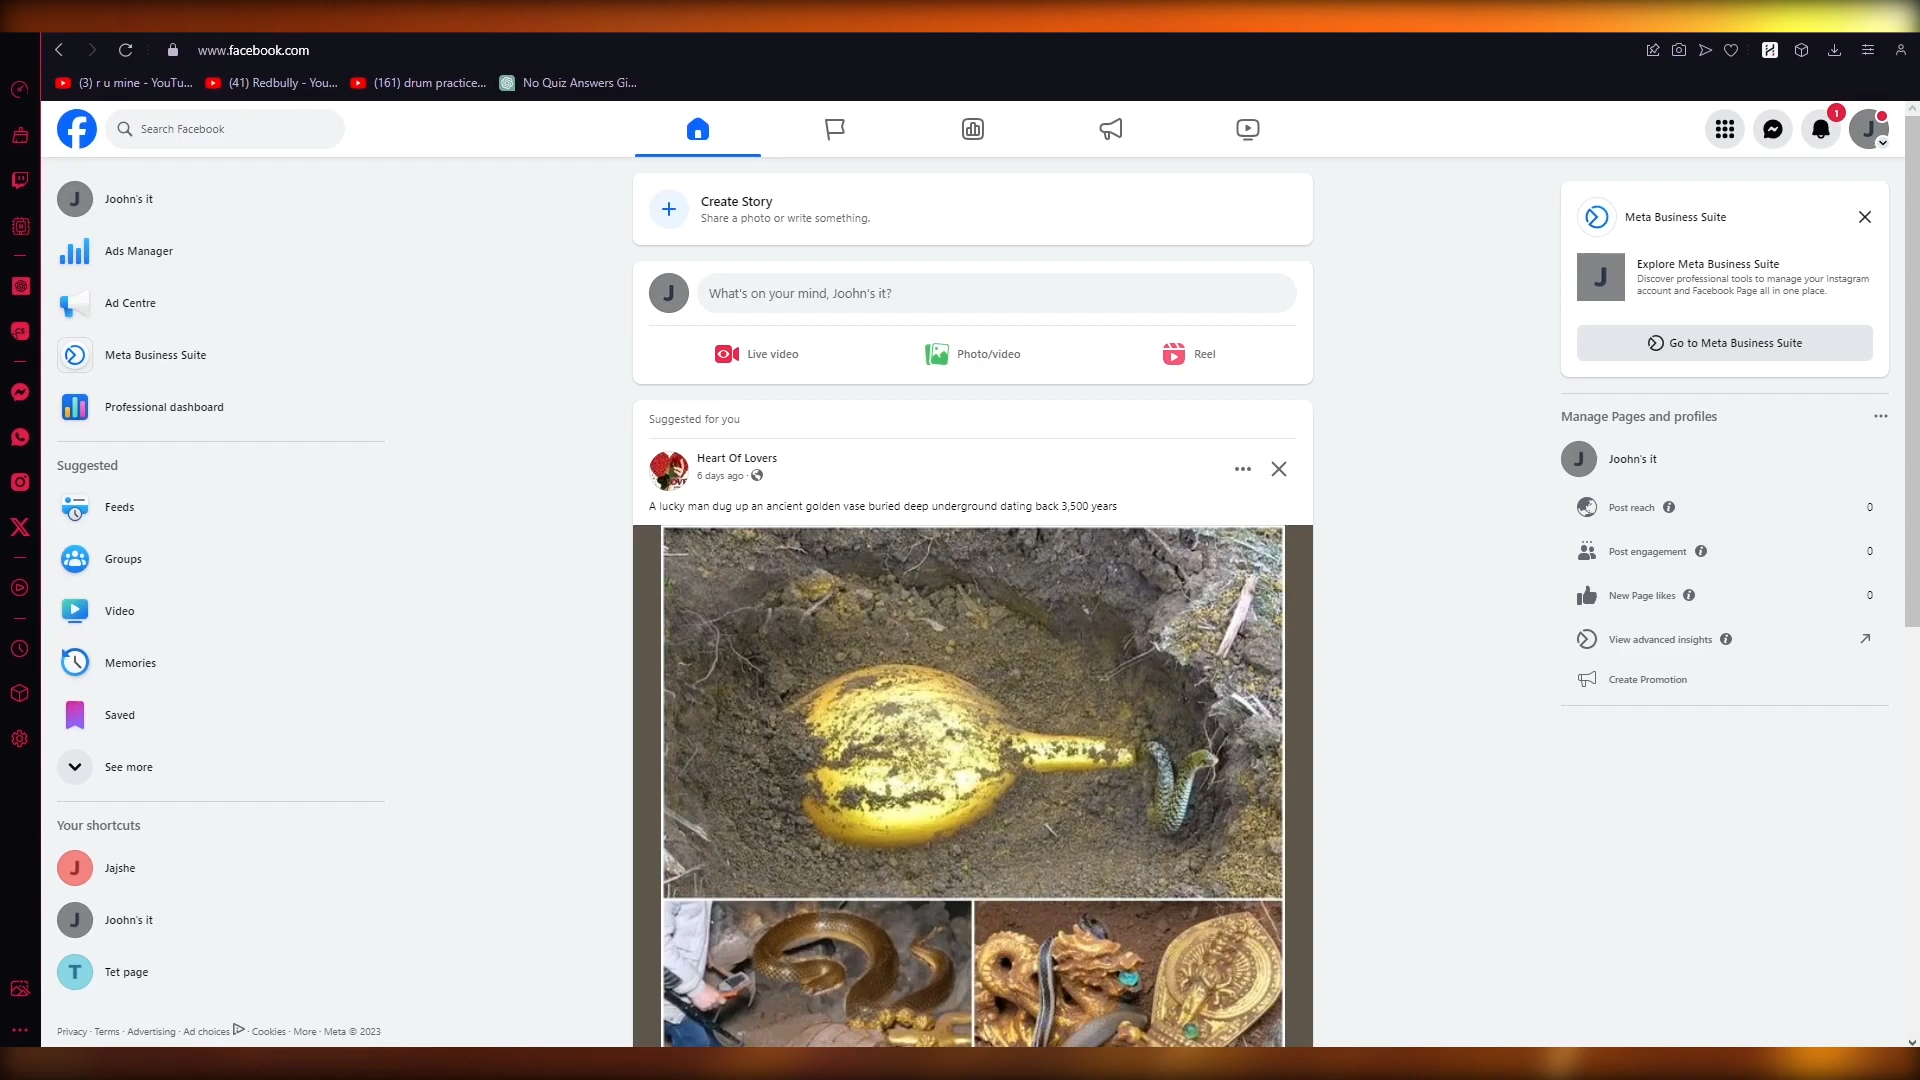 www.facebook.com
(3) r u mine - YouTu...
(41) Redbully - You...
(161) drum practice...
No Quiz Answers Gi...
Search Facebook
1
J
J
Joohn's it
Ads Manager
Ad Centre
Meta Business Suite
Professional dashboard
Suggested
Feeds
Groups
Video
Memories
Saved
See more
Your shortcuts
J
Jajshe
J
Joohn's it
T
Tet page
Privacy · Terms · Advertising · Ad choices · Cookies · More · Meta © 2023
Create Story
Share a photo or write something.
J
What's on your mind, Joohn's it?
Live video
Photo/video
Reel
Suggested for you
Heart Of Lovers
6 days ago ·
A lucky man dug up an ancient golden vase buried deep underground dating back 3,500 years
Meta Business Suite
J
Explore Meta Business Suite
Discover professional tools to manage your Instagram
account and Facebook Page all in one place.
Go to Meta Business Suite
Manage Pages and profiles
J
Joohn's it
Post reach
0
Post engagement
0
New Page likes
0
View advanced insights
Create Promotion